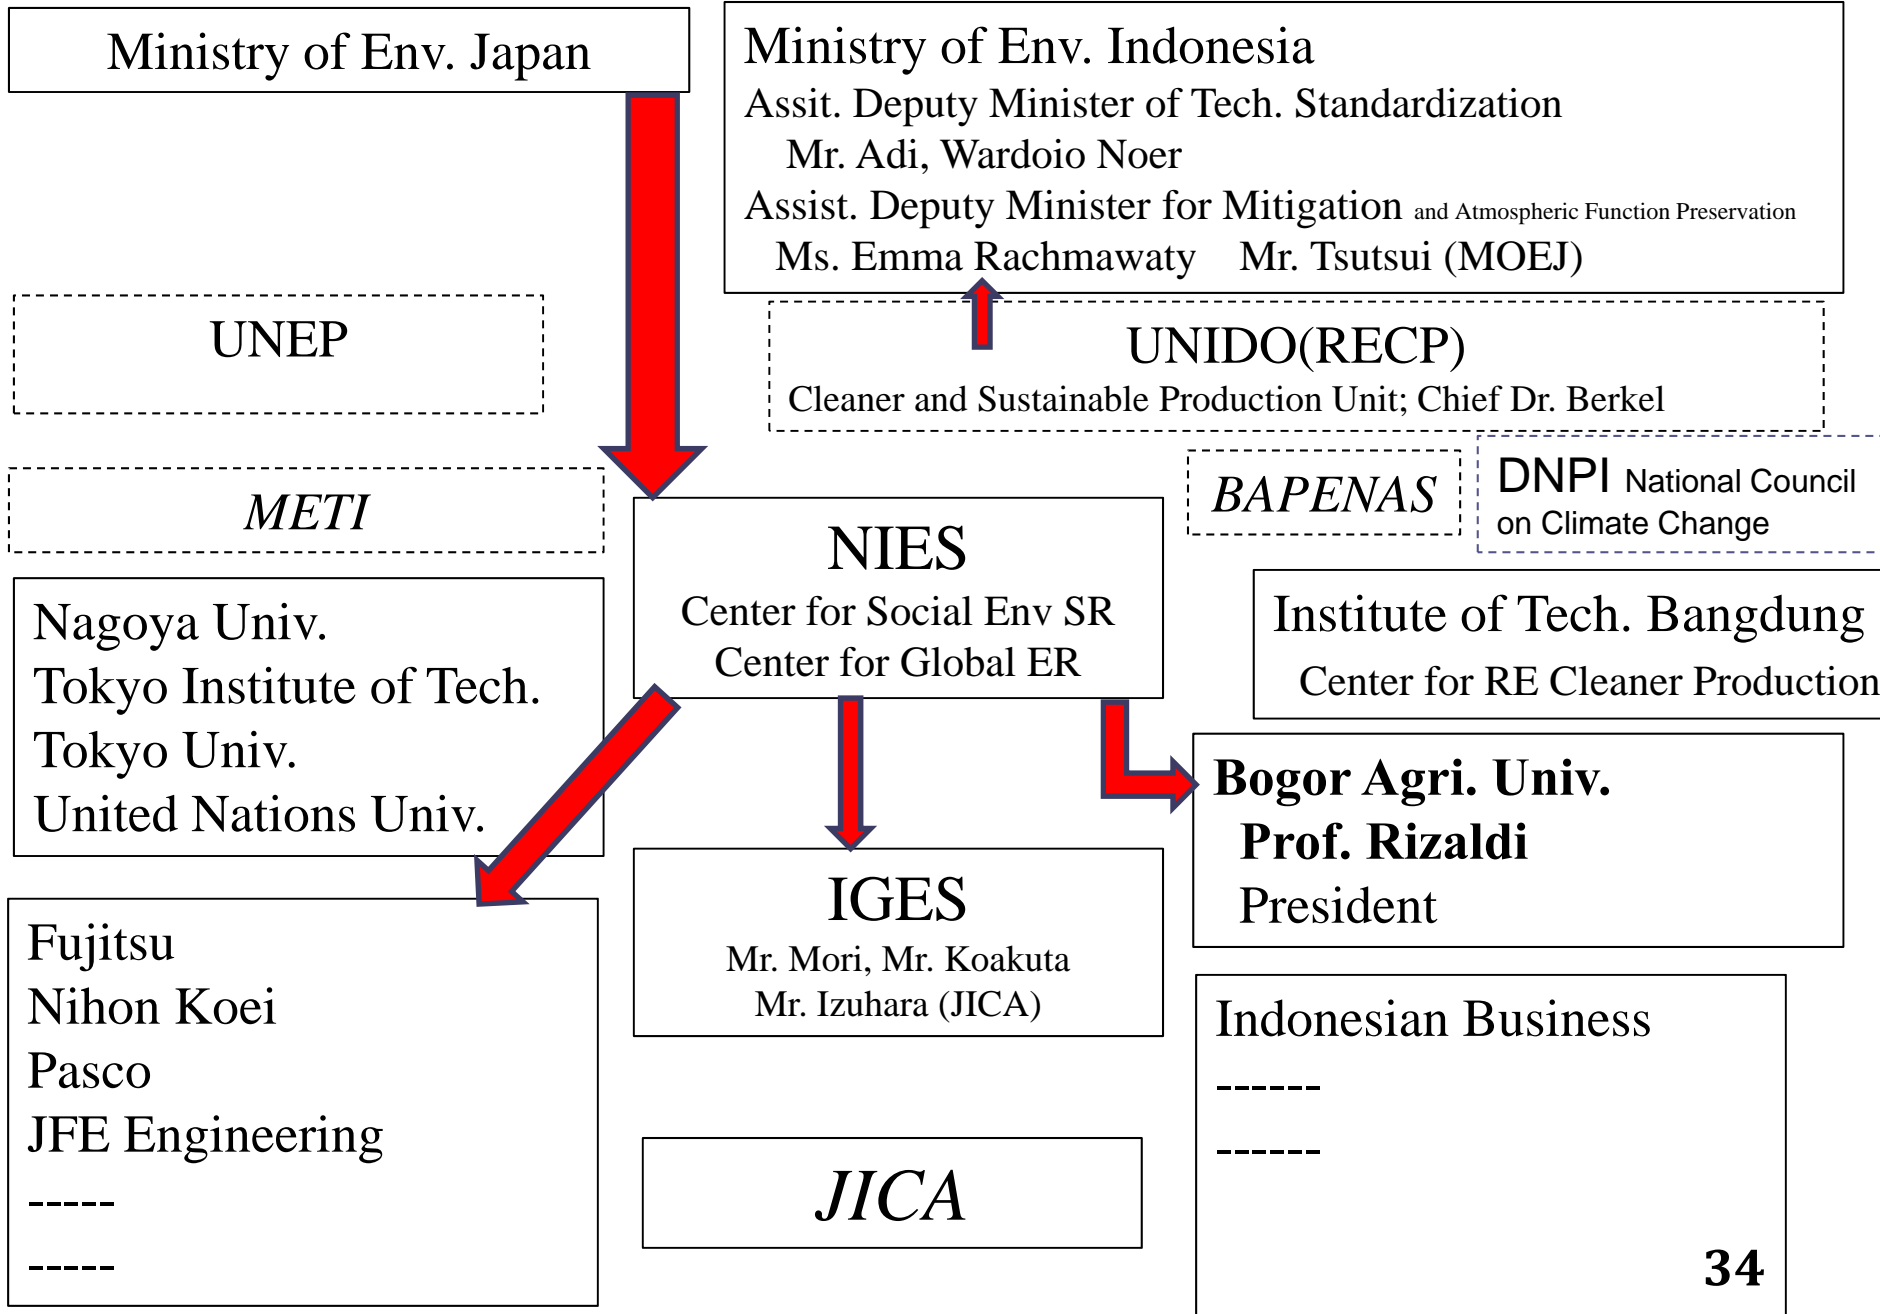 Ministry of Env. Japan
Ministry of Env. Indonesia
Assit. Deputy Minister of Tech. Standardization
Mr. Adi, Wardoio Noer
Assist. Deputy Minister for Mitigation and Atmospheric Function Preservation
Ms. Emma Rachmawaty Mr. Tsutsui (MOEJ)
UNEP
UNIDO(RECP)
Cleaner and Sustainable Production Unit; Chief Dr. Berkel
METI
BAPENAS
DNPI National Council
on Climate Change
NIES
Center for Social Env SR
Center for Global ER
Nagoya Univ.
Tokyo Institute of Tech.
Tokyo Univ.
United Nations Univ.
Institute of Tech. Bangdung
Center for RE Cleaner Production
Bogor Agri. Univ.
Prof. Rizaldi
President
IGES
Mr. Mori, Mr. Koakuta
Mr. Izuhara (JICA)
Fujitsu
Nihon Koei
Pasco
JFE Engineering
-----
-----
JICA
Indonesian Business
------
------
34